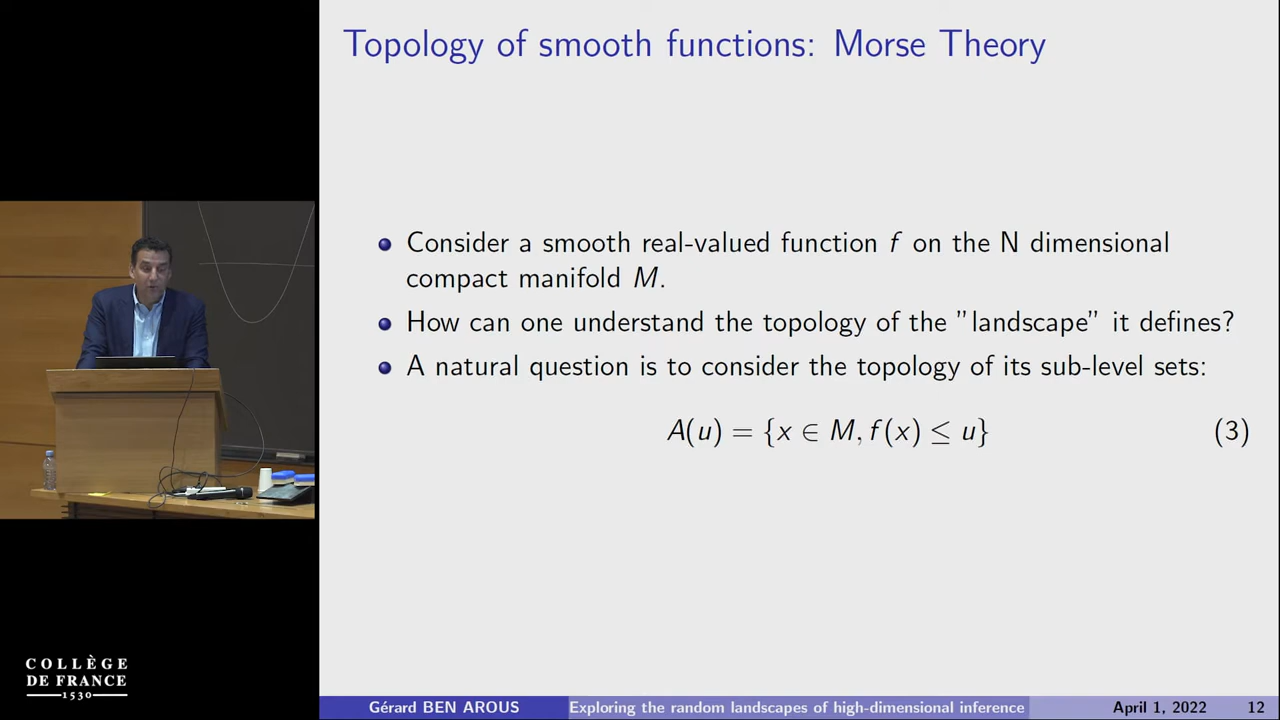 Topology of smooth functions: Morse Theory
Consider a smooth real-valued function f on the N dimensional
compact manifold M.
How can one understand the topology of the ”landscape” it defines?
A natural question is to consider the topology of its sub-level sets:
A(u) = {x ∈ M, f(x) ≤ u} (3)
COLLÈGE
DE FRANCE
1530
Gérard BEN AROUS Exploring the random landscapes of high-dimensional inference April 1, 2022 12